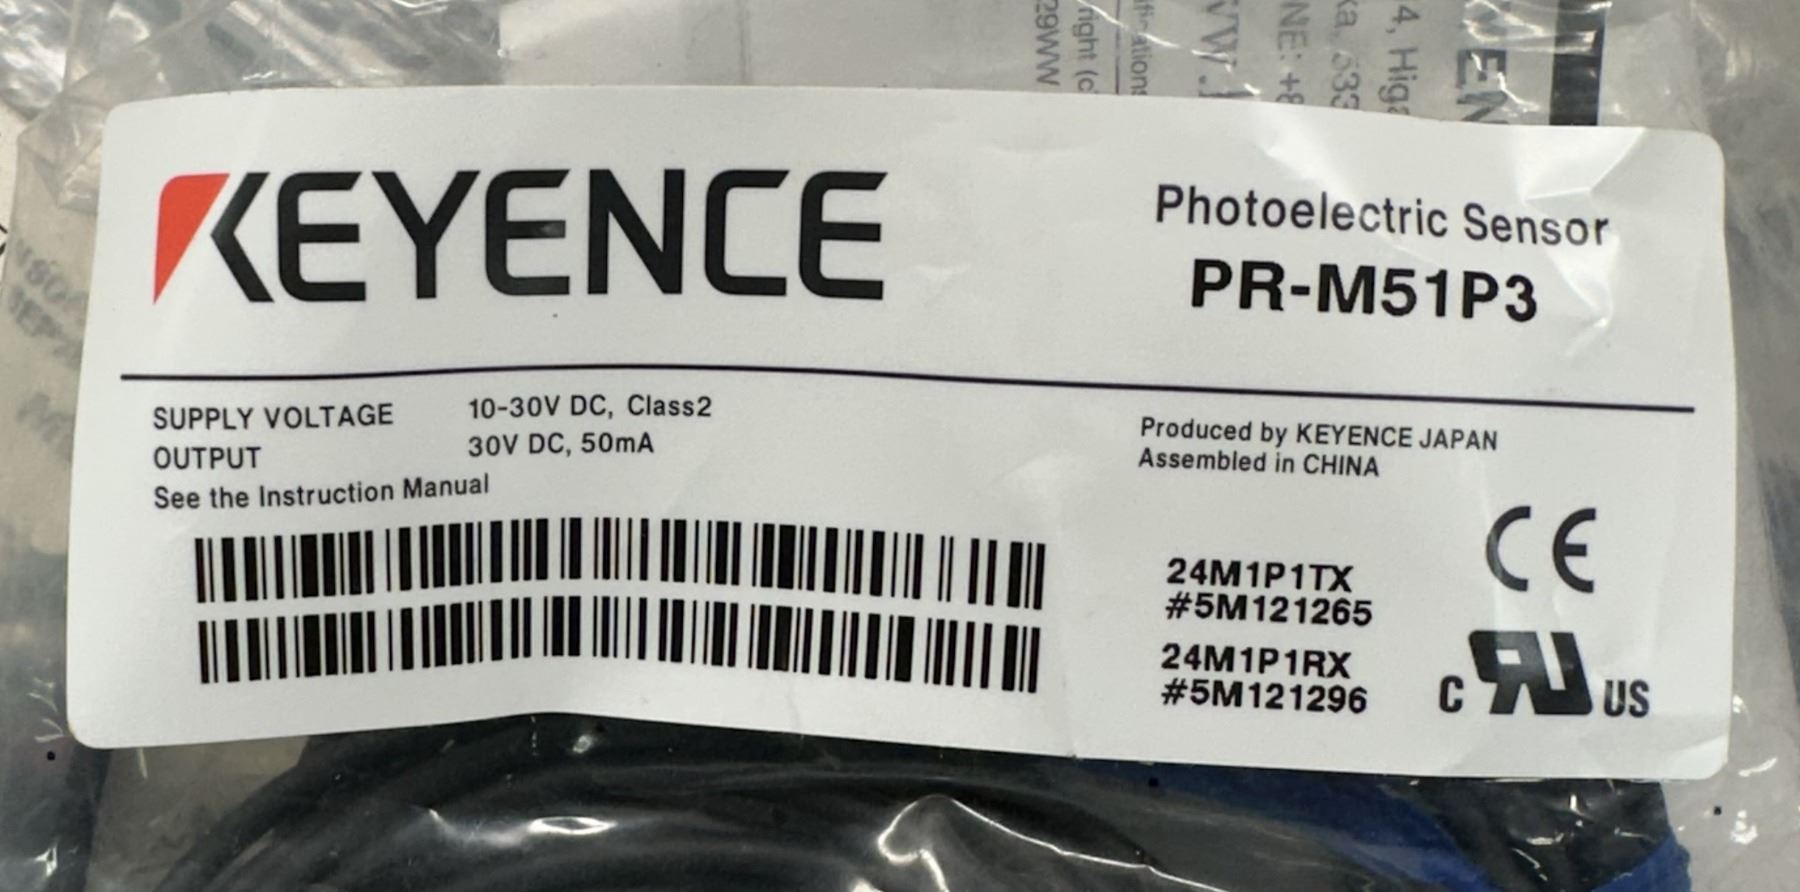 KEYENCE
Photoelectric Sensor
PR-M51P3
SUPPLY VOLTAGE 10-30V DC, Class2
OUTPUT 30V DC, 50mA
See the Instruction Manual
Produced by KEYENCE JAPAN
Assembled in CHINA
24M1P1TX
#5M121265
24M1P1RX
#5M121296
CE
C RU US